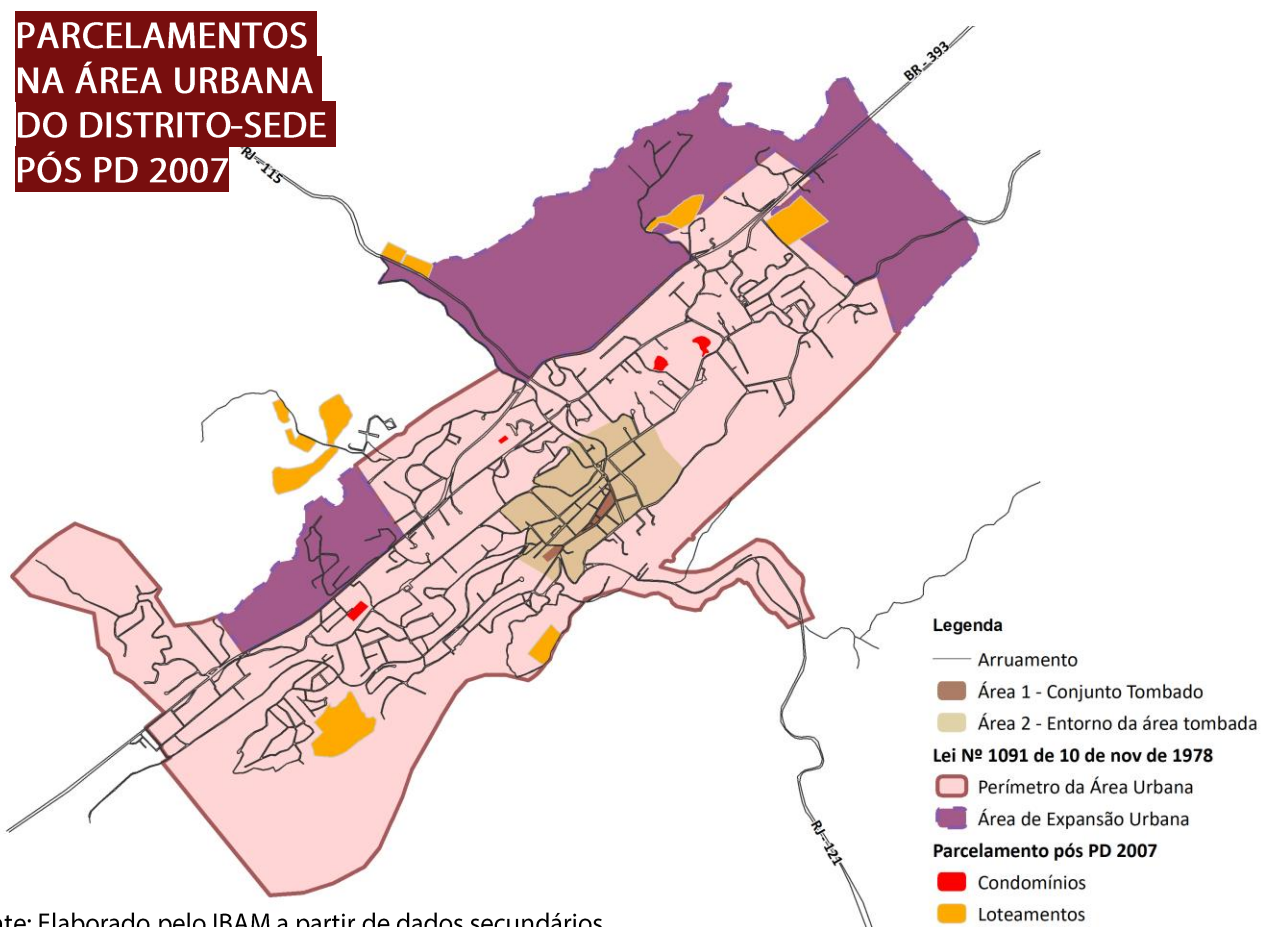 PARCELAMENTOS
NA ÁREA URBANA
DO DISTRITO-SEDE
PÓS PD 2007
BR - 393
RJ - 115
RJ - 121
Legenda
Arruamento
Área 1 - Conjunto Tombado
Área 2 - Entorno da área tombada
Lei Nº 1091 de 10 de nov de 1978
Perímetro da Área Urbana
Área de Expansão Urbana
Parcelamento pós PD 2007
Condomínios
Loteamentos
nte: Elaborado pelo IBAM a partir de dados secundários